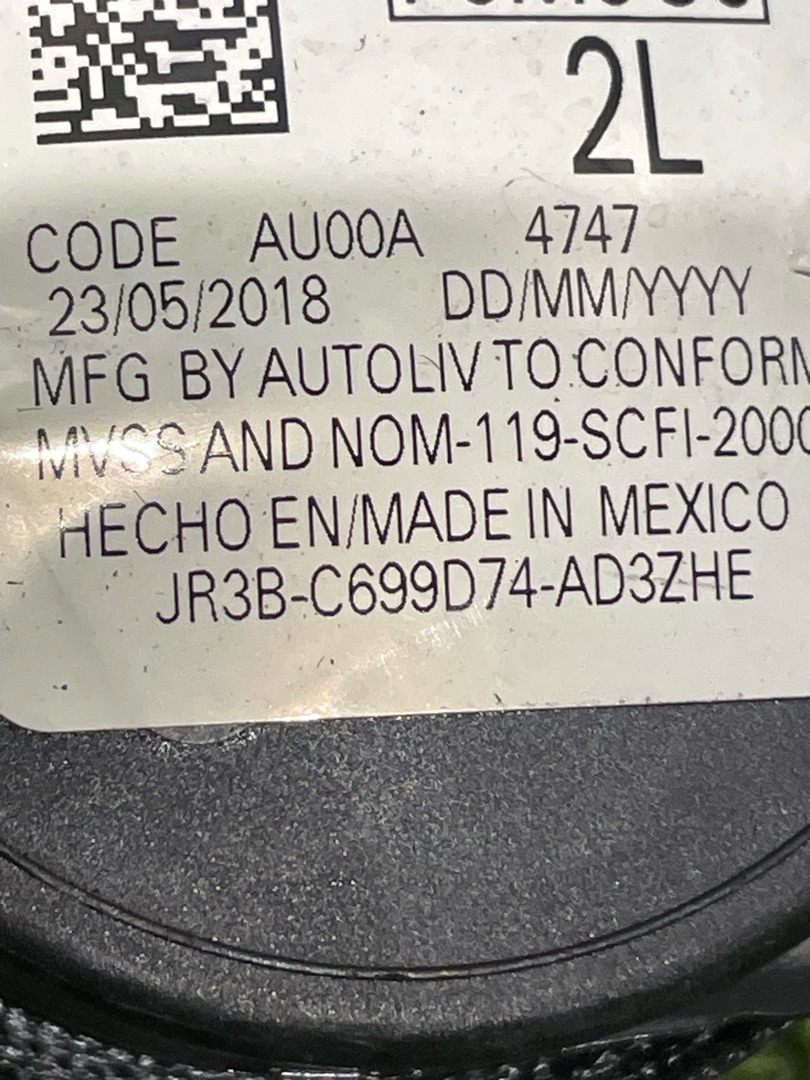 2L
CODE AU00A 4747
23/05/2018 DD/MM/YYYY
MFG BY AUTOLIV TO CONFORM
MVSS AND NOM-119-SCFI-2000
HECHO EN/MADE IN MEXICO
JR3B-C699D74-AD3ZHE